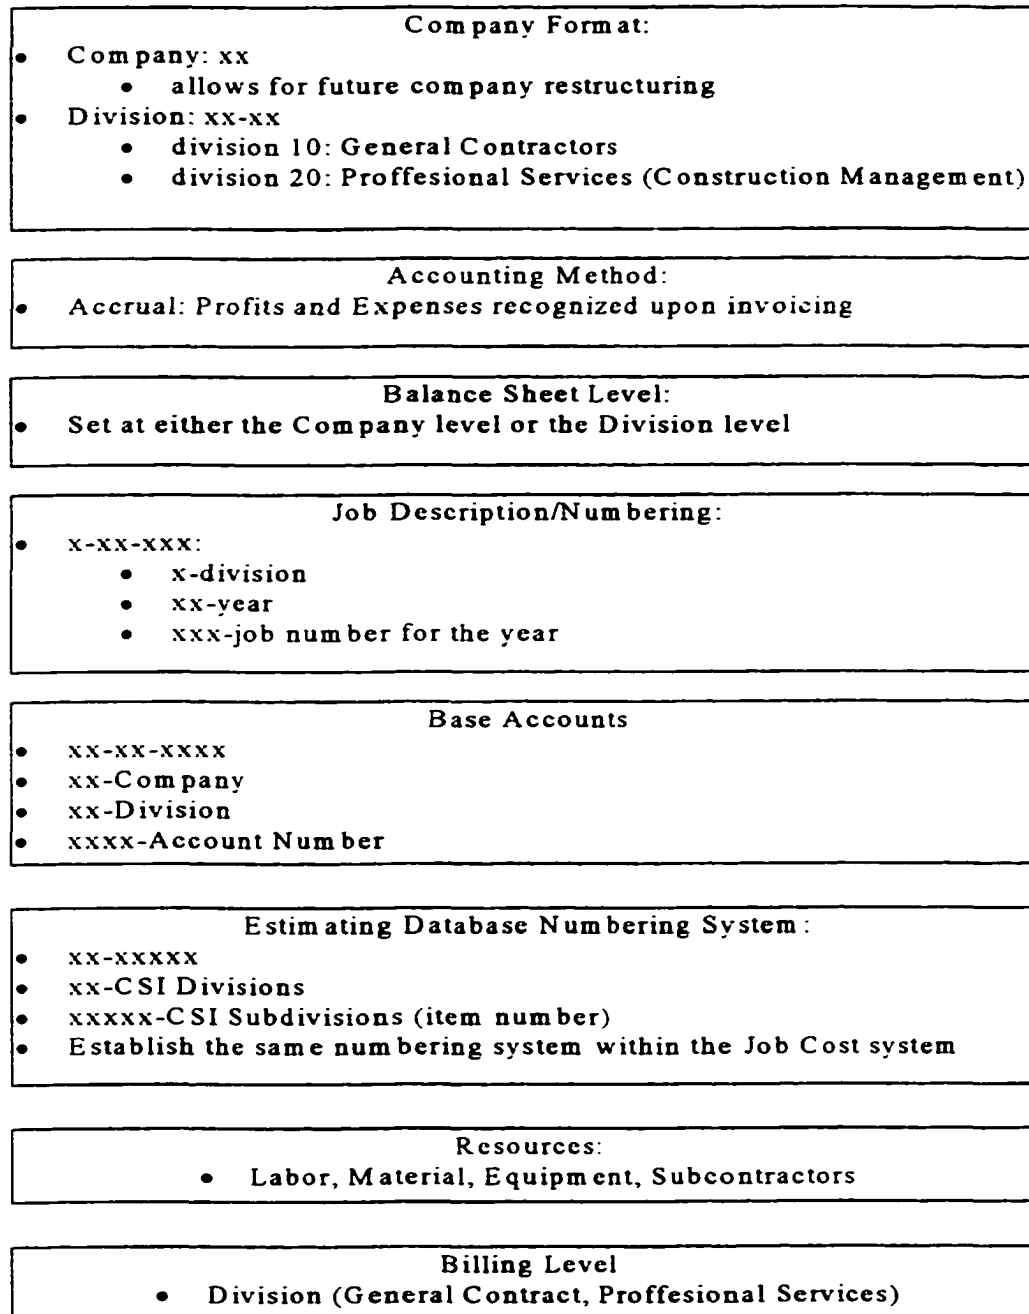 Company Format:
• Company: xx
• allows for future company restructuring
• Division: xx-xx
• division 10: General Contractors
• division 20: Proffesional Services (Construction Management)
Accounting Method:
• Accrual: Profits and Expenses recognized upon invoicing
Balance Sheet Level:
• Set at either the Company level or the Division level
Job Description/Numbering:
• x-xx-xxx:
• x-division
• xx-year
• xxx-job number for the year
Base Accounts
• xx-xx-xxxx
• xx-Company
• xx-Division
• xxxx-Account Number
Estimating Database Numbering System:
• xx-xxxxx
• xx-CSI Divisions
• xxxxx-CSI Subdivisions (item number)
• Establish the same numbering system within the Job Cost system
Resources:
• Labor, Material, Equipment, Subcontractors
Billing Level
• Division (General Contract, Proffesional Services)